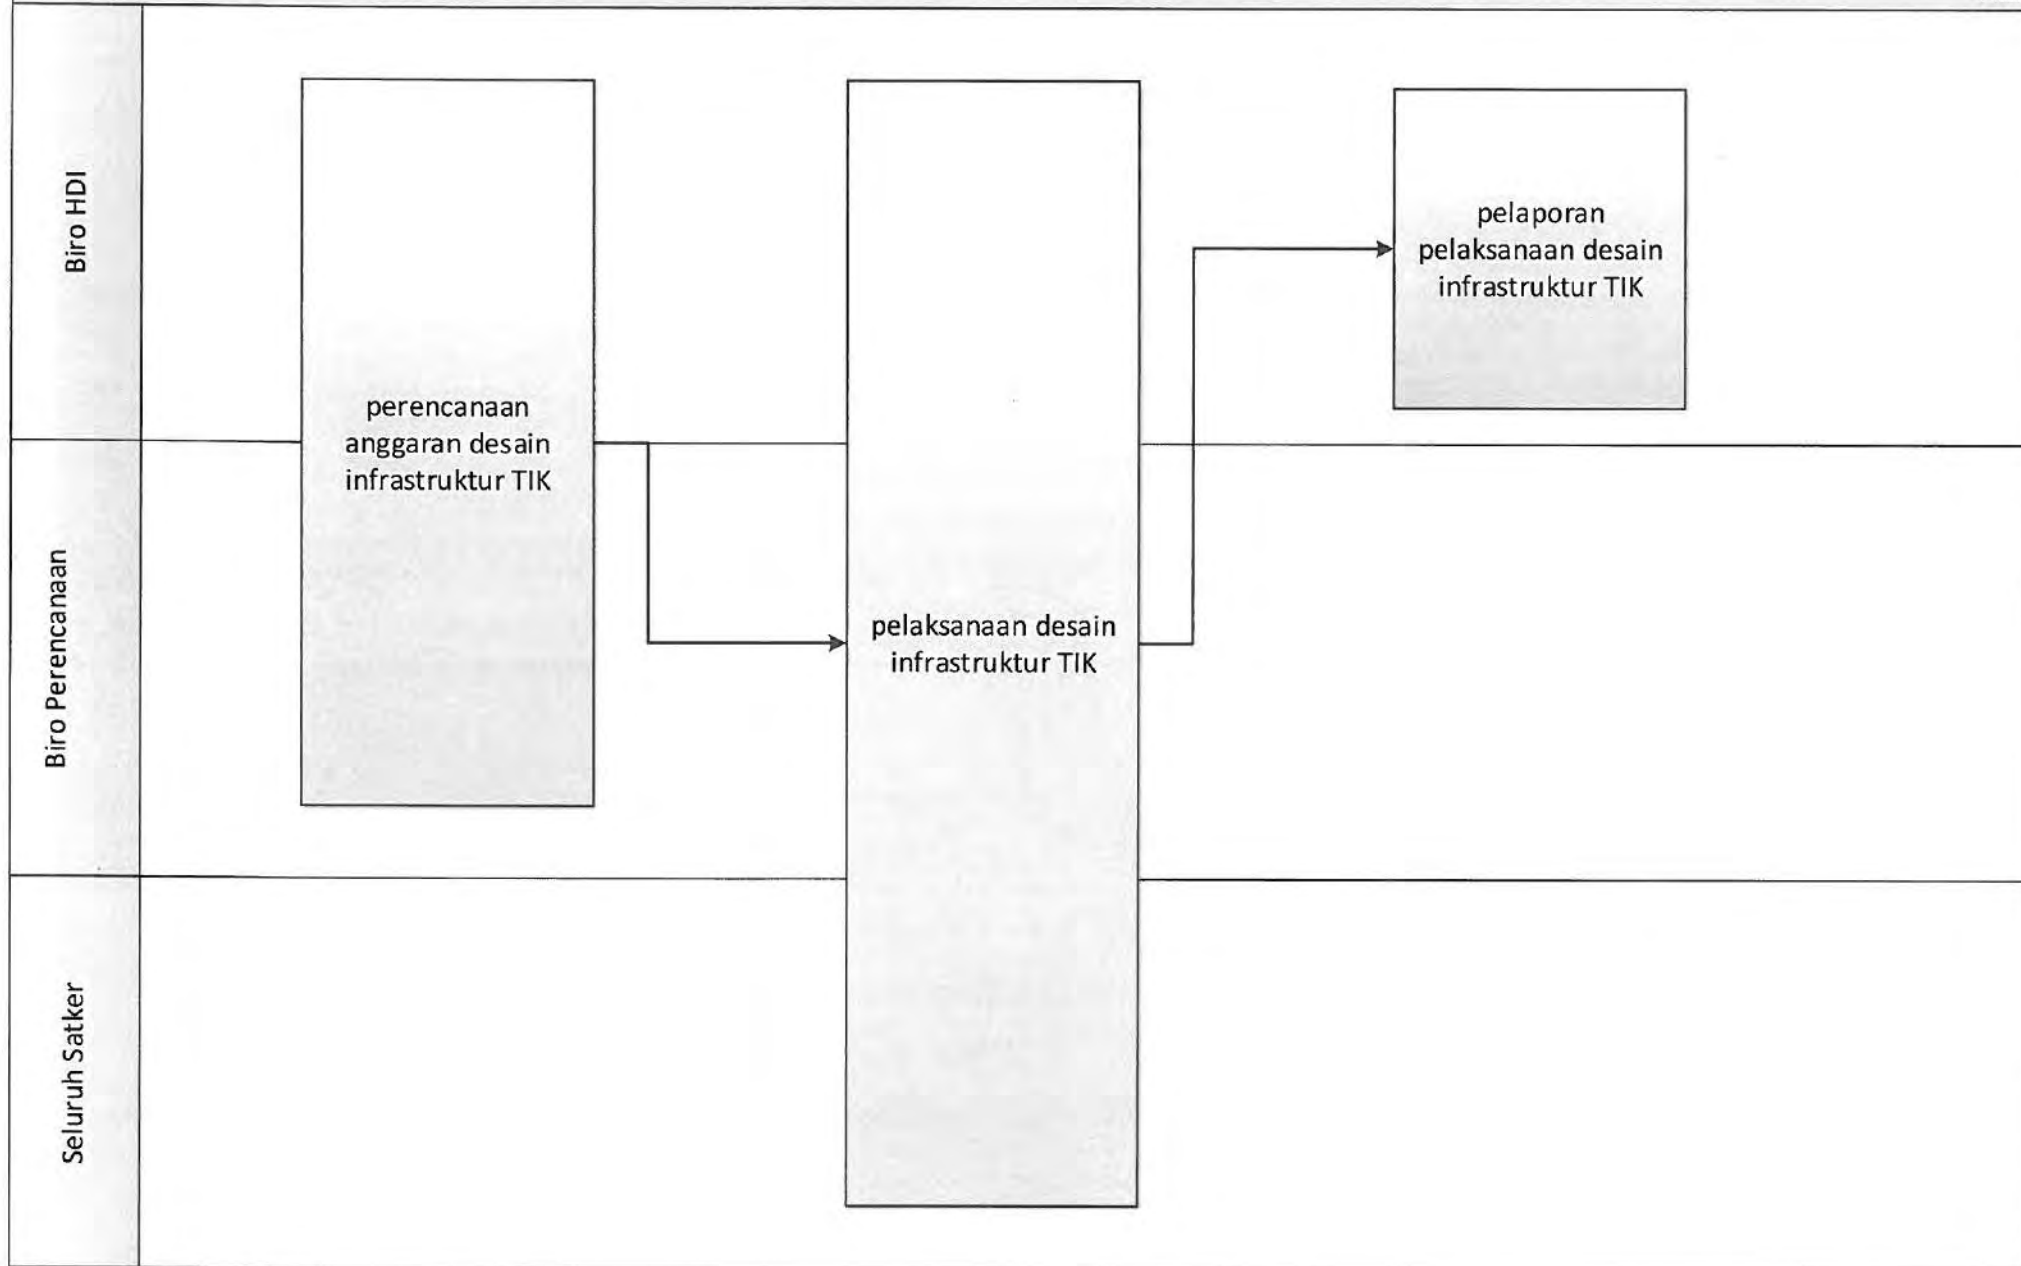 Biro HDI
perencanaan
anggaran desain
infrastruktur TIK
pelaporan
pelaksanaan desain
infrastruktur TIK
Biro Perencanaan
pelaksanaan desain
infrastruktur TIK
Seluruh Satker